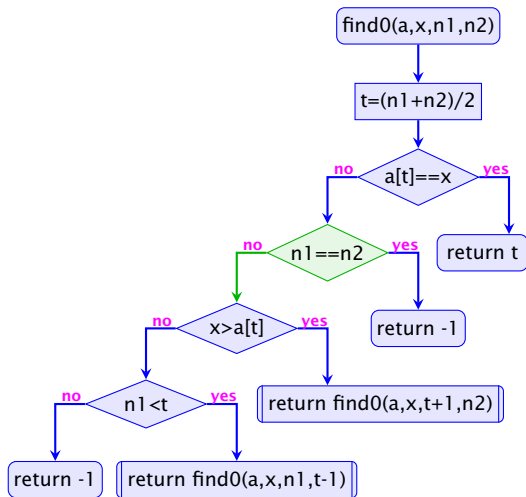 find0(a,x,n1,n2)
t=(n1+n2)/2
a[t]==x
no
yes
return t
n1==n2
no
yes
return -1
x>a[t]
no
yes
return find0(a,x,t+1,n2)
n1<t
no
yes
return -1
return find0(a,x,n1,t-1)